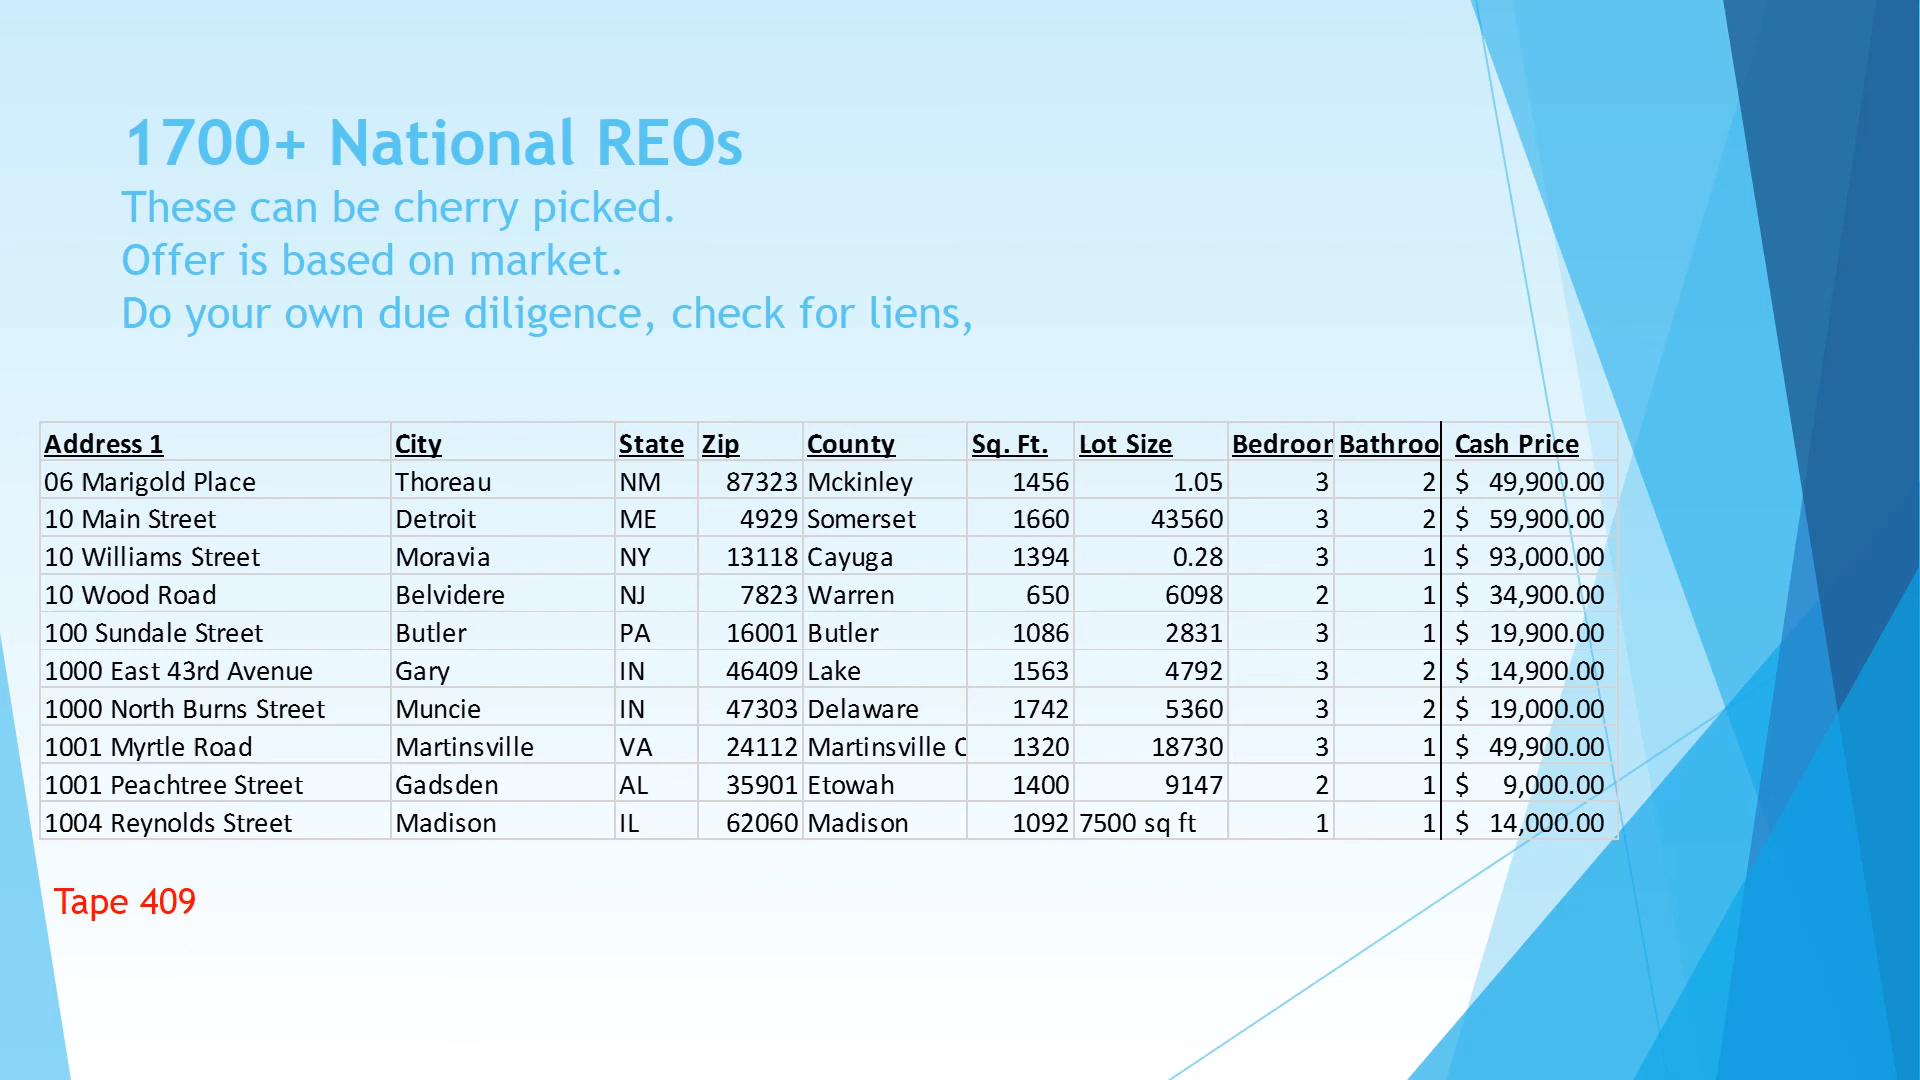 1700+ National REOs
These can be cherry picked.
Offer is based on market.
Do your own due diligence, check for liens,
Address 1 City State Zip County Sq. Ft. Lot Size Bedroor Bathroo Cash Price
06 Marigold Place Thoreau NM 87323 Mckinley 1456 1.05 3 2 $ 49,900.00
10 Main Street Detroit ME 4929 Somerset 1660 43560 3 2 $ 59,900.00
10 Williams Street Moravia NY 13118 Cayuga 1394 0.28 3 1 $ 93,000.00
10 Wood Road Belvidere NJ 7823 Warren 650 6098 2 1 $ 34,900.00
100 Sundale Street Butler PA 16001 Butler 1086 2831 3 1 $ 19,900.00
1000 East 43rd Avenue Gary IN 46409 Lake 1563 4792 3 2 $ 14,900.00
1000 North Burns Street Muncie IN 47303 Delaware 1742 5360 3 2 $ 19,000.00
1001 Myrtle Road Martinsville VA 24112 Martinsville C 1320 18730 3 1 $ 49,900.00
1001 Peachtree Street Gadsden AL 35901 Etowah 1400 9147 2 1 $ 9,000.00
1004 Reynolds Street Madison IL 62060 Madison 1092 7500 sq ft 1 1 $ 14,000.00
Tape 409